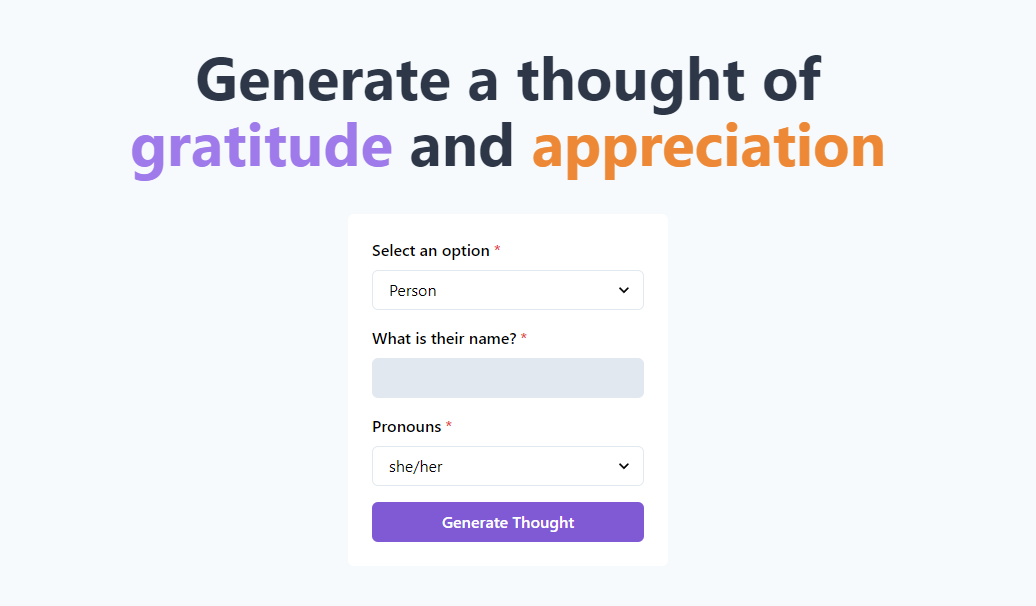 Generate a thought of
gratitude and appreciation
Select an option *
Person
What is their name? *
Pronouns *
she/her
Generate Thought